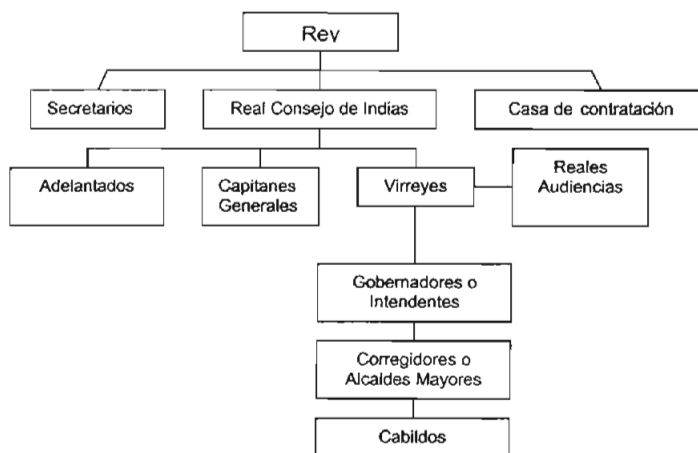 Rev
Secretarios
Real Consejo de Indias
Casa de contratación
Adelantados
Capitanes
Generales
Virreyes
Reales
Audiencias
Gobernadores o
Intendentes
Corregidores o
Alcaldes Mayores
Cabildos